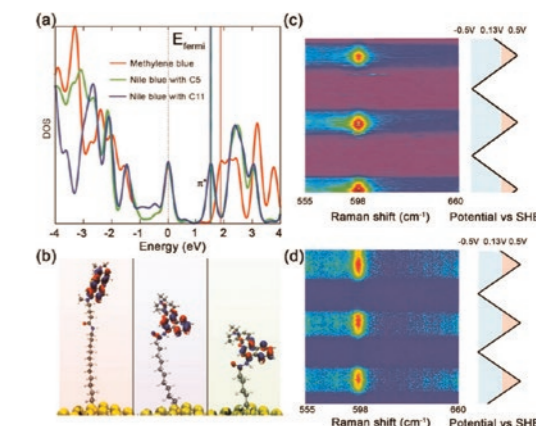 (a)
E fermi
Methylene blue
Nile blue with C5
Nile blue with C11
DOS
π*
-4 -3 -2 -1 0 1 2 3 4
Energy (eV)
(b)
(c)
-0.5V 0.13V 0.5V
555 598 660
Raman shift (cm⁻¹) Potential vs SHE
(d)
-0.5V 0.13V 0.5V
555 598 660
Raman shift (cm⁻¹) Potential vs SHE